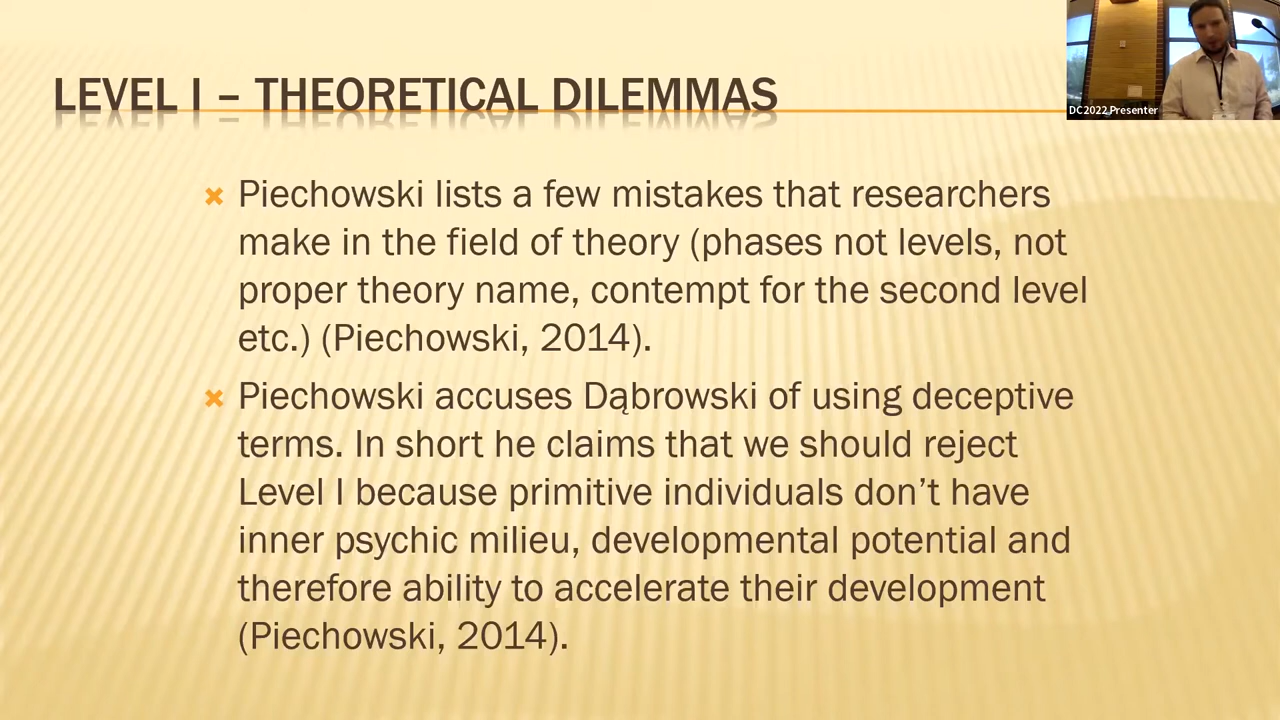 LEVEL I – THEORETICAL DILEMMAS
DC2022 Presenter
Piechowski lists a few mistakes that researchers
make in the field of theory (phases not levels, not
proper theory name, contempt for the second level
etc.) (Piechowski, 2014).
Piechowski accuses Dąbrowski of using deceptive
terms. In short he claims that we should reject
Level I because primitive individuals don’t have
inner psychic milieu, developmental potential and
therefore ability to accelerate their development
(Piechowski, 2014).